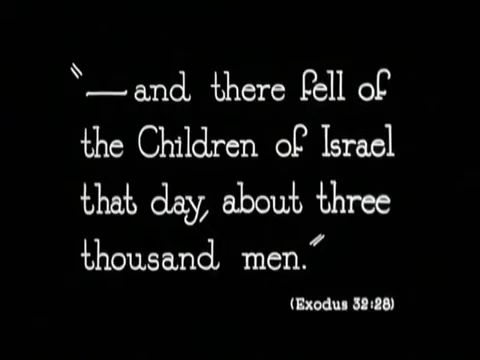 "—and there fell of
the Children of Israel
that day, about three
thousand men."
(Exodus 32:28)